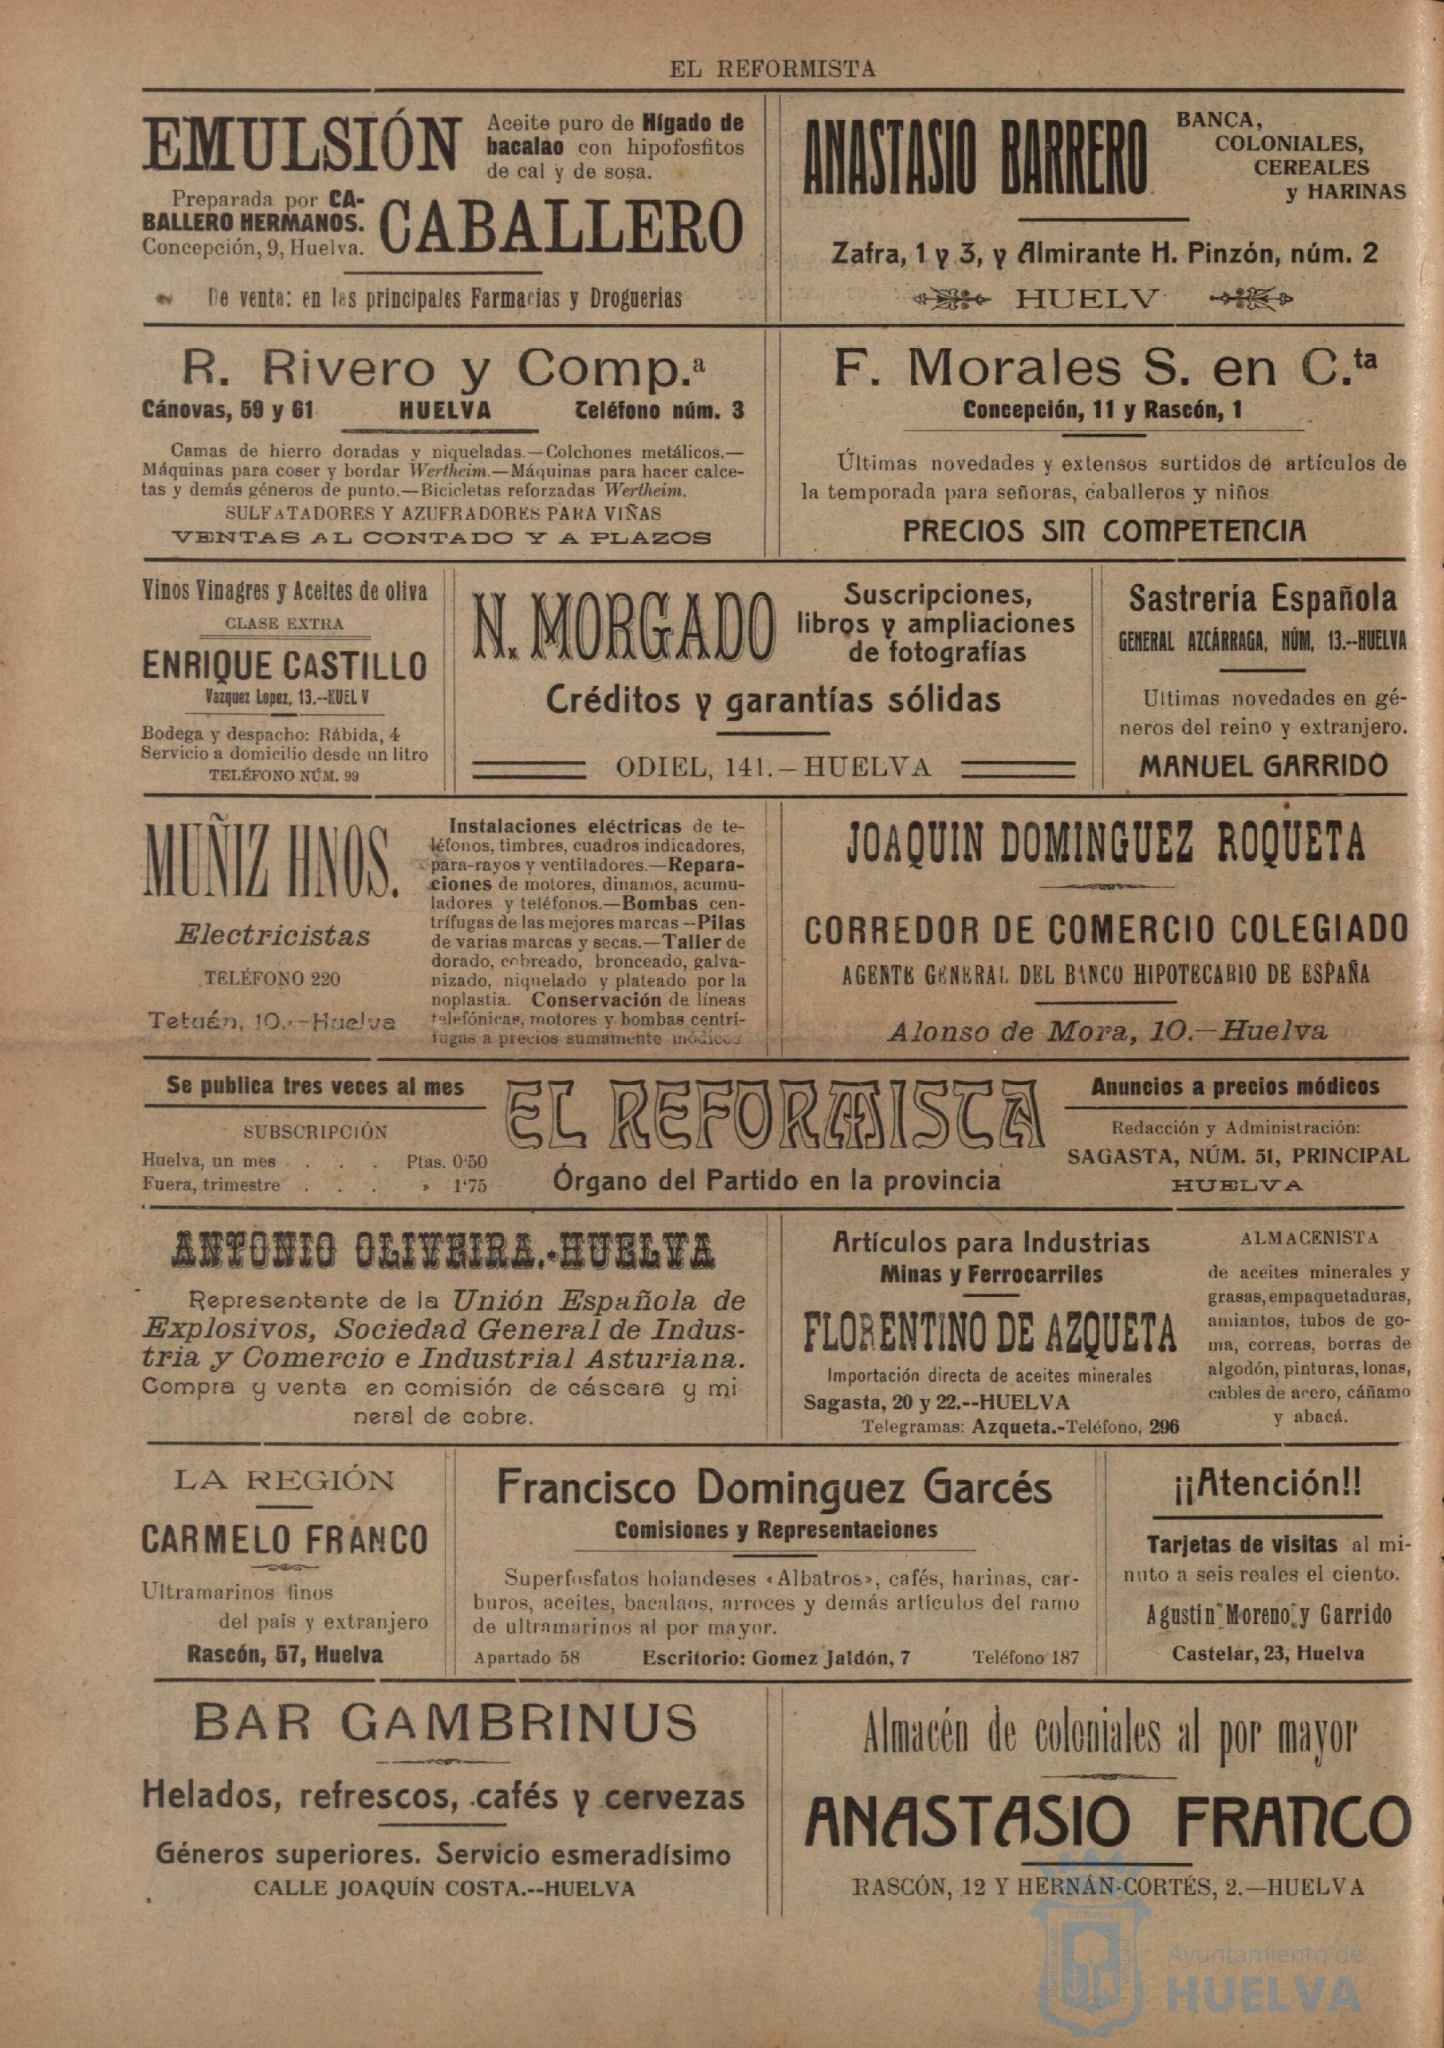 EL REFORMISTA
EMULSIÓN
Aceite puro de Hígado de
bacalao con hipofosfitos
de cal y de sosa.
Preparada por CA-
BALLERO HERMANOS.
Concepción, 9, Huelva.
CABALLERO
De venta: en las principales Farmacias y Droguerias
ANASTASIO BARRERO
BANCA,
COLONIALES,
CEREALES
y HARINAS
Zafra, 1 y 3, y Almirante H. Pinzón, núm. 2
HUELV
R. Rivero y Comp.ª
Cánovas, 59 y 61 HUELVA Teléfono núm. 3
Camas de hierro doradas y niqueladas.—Colchones metálicos.—
Máquinas para coser y bordar Wertheim.—Máquinas para hacer calce-
tas y demás géneros de punto.—Bicicletas reforzadas Wertheim.
SULFATADORES Y AZUFRADORES PARA VIÑAS
VENTAS AL CONTADO Y A PLAZOS
F. Morales S. en C.ta
Concepción, 11 y Rascón, 1
Últimas novedades y extensos surtidos de artículos de
la temporada para señoras, caballeros y niños
PRECIOS SIN COMPETENCIA
Vinos Vinagres y Aceites de oliva
CLASE EXTRA
ENRIQUE CASTILLO
Vazquez Lopez, 13.--HUEL V
Bodega y despacho: Rábida, 4
Servicio a domicilio desde un litro
TELÉFONO NÚM. 99
N. MORGADO
Suscripciones,
libros y ampliaciones
de fotografías
Créditos y garantías sólidas
ODIEL, 141.—HUELVA
Sastrería Española
GENERAL AZCÁRRAGA, NÚM, 13.--HUELVA
Ultimas novedades en gé-
neros del reino y extranjero.
MANUEL GARRIDO
MUÑIZ HNOS.
Electricistas
TELÉFONO 220
Tetuán, 10.—Huelva
Instalaciones eléctricas de te-
léfonos, timbres, cuadros indicadores,
para-rayos y ventiladores.—Repara-
ciones de motores, dinamos, acumu-
ladores y teléfonos.—Bombas cen-
trífugas de las mejores marcas—Pilas
de varias marcas y secas.—Taller de
dorado, cobreado, bronceado, galva-
nizado, niquelado y plateado por la
noplastia. Conservación de líneas
telefónicas, motores y bombas centrí-
fugas a precios sumamente módicos
JOAQUIN DOMINGUEZ ROQUETA
CORREDOR DE COMERCIO COLEGIADO
AGENTE GENERAL DEL BANCO HIPOTECARIO DE ESPAÑA
Alonso de Mora, 10.—Huelva
Se publica tres veces al mes
SUBSCRIPCIÓN
Huelva, un mes . . . Ptas. 0'50
Fuera, trimestre . . . » 1'75
EL REFORMISTA
Órgano del Partido en la provincia
Anuncios a precios módicos
Redacción y Administración:
SAGASTA, NÚM. 51, PRINCIPAL
HUELVA
ANTONIO OLIVEIRA.-HUELVA
Representante de la Unión Española de
Explosivos, Sociedad General de Indus-
tria y Comercio e Industrial Asturiana.
Compra y venta en comisión de cáscara y mi
neral de cobre.
Artículos para Industrias
Minas y Ferrocarriles
FLORENTINO DE AZQUETA
Importación directa de aceites minerales
Sagasta, 20 y 22.--HUELVA
Telegramas: Azqueta.-Teléfono, 296
ALMACENISTA
de aceites minerales y
grasas, empaquetaduras,
amiantos, tubos de go-
ma, correas, borras de
algodón, pinturas, lonas,
cables de acero, cáñamo
y abacá.
LA REGIÓN
CARMELO FRANCO
Ultramarinos finos
del país y extranjero
Rascón, 57, Huelva
Francisco Dominguez Garcés
Comisiones y Representaciones
Superfosfatos holandeses «Albatros», cafés, harinas, car-
buros, aceites, bacalaos, arroces y demás artículos del ramo
de ultramarinos al por mayor.
Apartado 58 Escritorio: Gomez Jaldón, 7 Teléfono 187
¡¡Atención!!
Tarjetas de visitas al mi-
nuto a seis reales el ciento.
Agustín Moreno y Garrido
Castelar, 23, Huelva
BAR GAMBRINUS
Helados, refrescos, cafés y cervezas
Géneros superiores. Servicio esmeradísimo
CALLE JOAQUÍN COSTA.--HUELVA
Almacén de coloniales al por mayor
ANASTASIO FRANCO
RASCÓN, 12 Y HERNÁN-CORTÉS, 2.—HUELVA
Ayuntamiento de
HUELVA